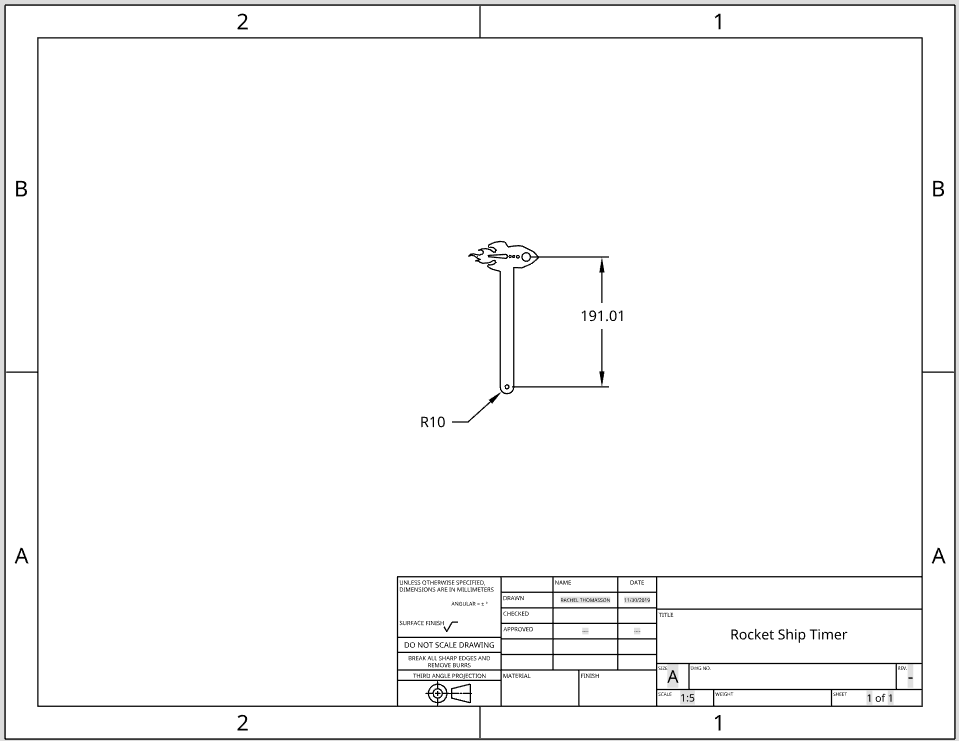 2
1
B
B
191.01
R10
A
A
UNLESS OTHERWISE SPECIFIED,
DIMENSIONS ARE IN MILLIMETERS
ANGULAR = ± °
SURFACE FINISH
DO NOT SCALE DRAWING
BREAK ALL SHARP EDGES AND
REMOVE BURRS
THIRD ANGLE PROJECTION
NAME
DATE
DRAWN
RACHEL THOMASSON
11/30/2019
CHECKED
APPROVED
---
---
MATERIAL
FINISH
TITLE
Rocket Ship Timer
SIZE
A
DWG NO.
REV.
-
SCALE
1:5
WEIGHT
SHEET
1 of 1
2
1